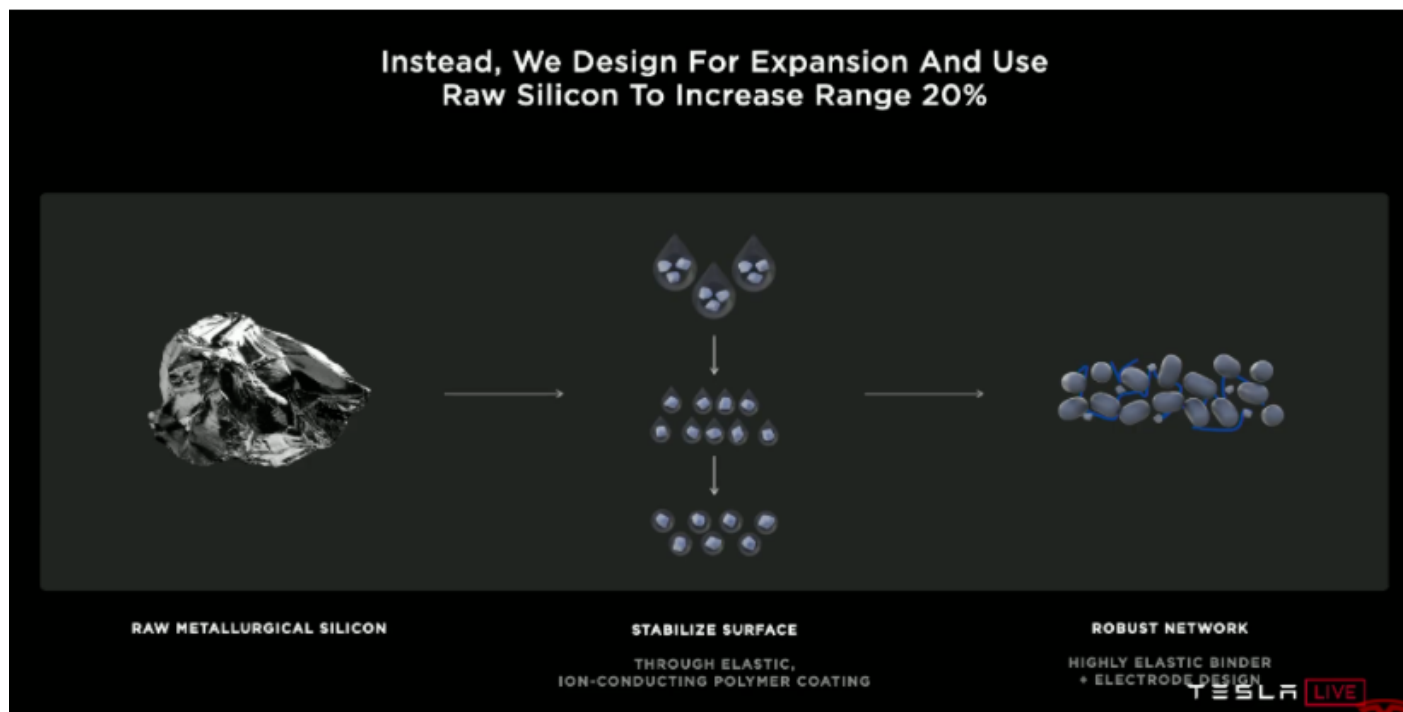 Instead, We Design For Expansion And Use
Raw Silicon To Increase Range 20%
RAW METALLURGICAL SILICON
STABILIZE SURFACE
THROUGH ELASTIC,
ION-CONDUCTING POLYMER COATING
ROBUST NETWORK
HIGHLY ELASTIC BINDER
+ ELECTRODE DESIGN
TESLA LIVE